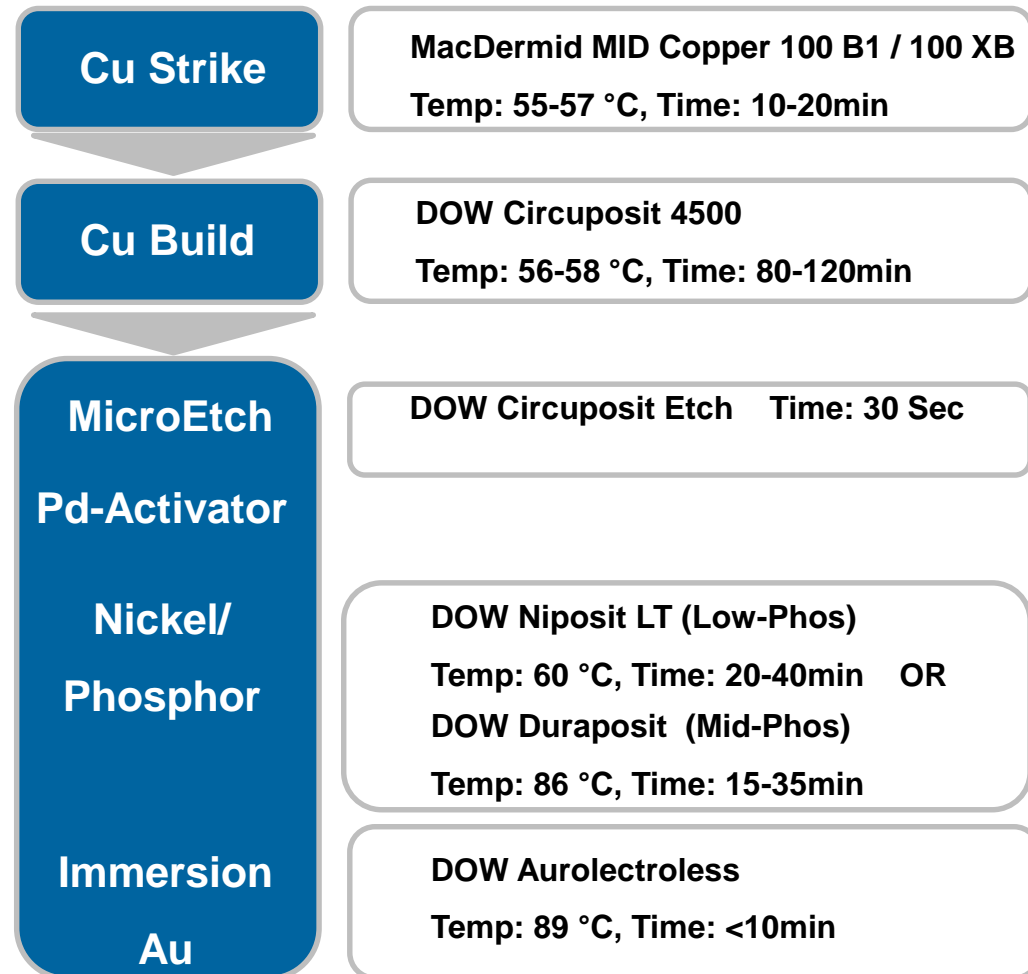 Cu Strike
MacDermid MID Copper 100 B1 / 100 XB
Temp: 55-57 °C, Time: 10-20min
Cu Build
DOW Circuposit 4500
Temp: 56-58 °C, Time: 80-120min
MicroEtch
DOW Circuposit Etch Time: 30 Sec
Pd-Activator
Nickel/
Phosphor
DOW Niposit LT (Low-Phos)
Temp: 60 °C, Time: 20-40min OR
DOW Duraposit (Mid-Phos)
Temp: 86 °C, Time: 15-35min
Immersion
Au
DOW Aurolectroless
Temp: 89 °C, Time: <10min